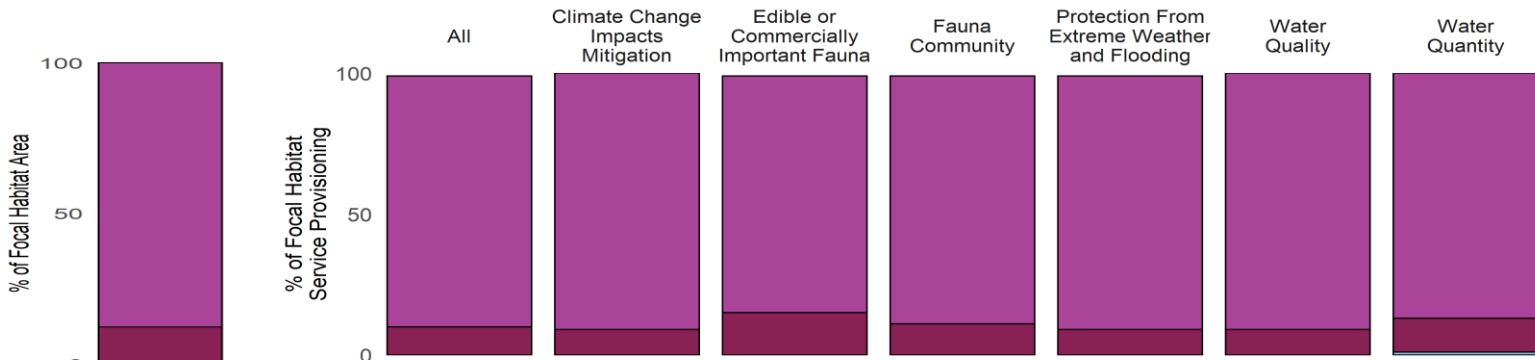 % of Focal Habitat Area
100
50
% of Focal Habitat
Service Provisioning
100
50
0
All
Climate Change
Impacts
Mitigation
Edible or
Commercially
Important Fauna
Fauna
Community
Protection From
Extreme Weather
and Flooding
Water
Quality
Water
Quantity